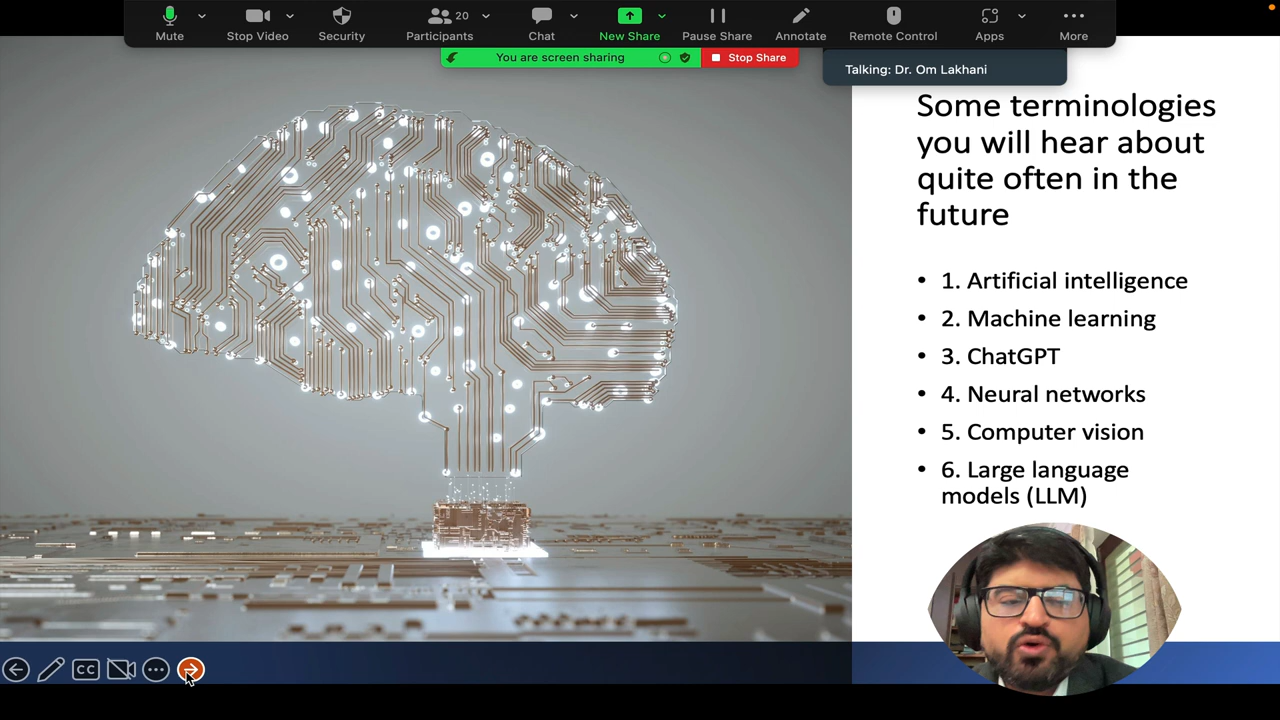 Mute
Stop Video
Security
Participants
20
Chat
New Share
Pause Share
Annotate
Remote Control
Apps
More
You are screen sharing
Stop Share
Talking: Dr. Om Lakhani
Some terminologies
you will hear about
quite often in the
future
• 1. Artificial intelligence
• 2. Machine learning
• 3. ChatGPT
• 4. Neural networks
• 5. Computer vision
• 6. Large language
models (LLM)
CC